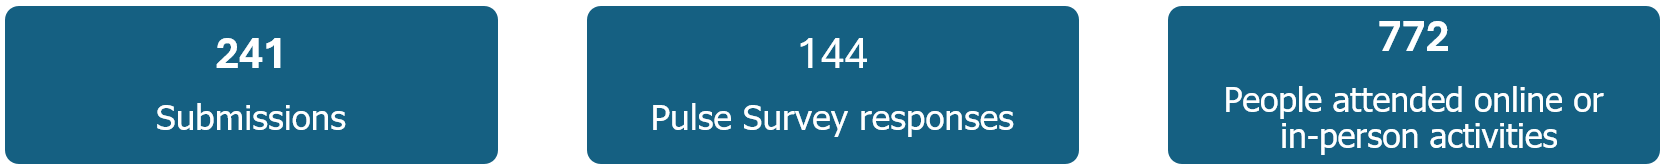 241
Submissions
144
Pulse Survey responses
772
People attended online or
in-person activities